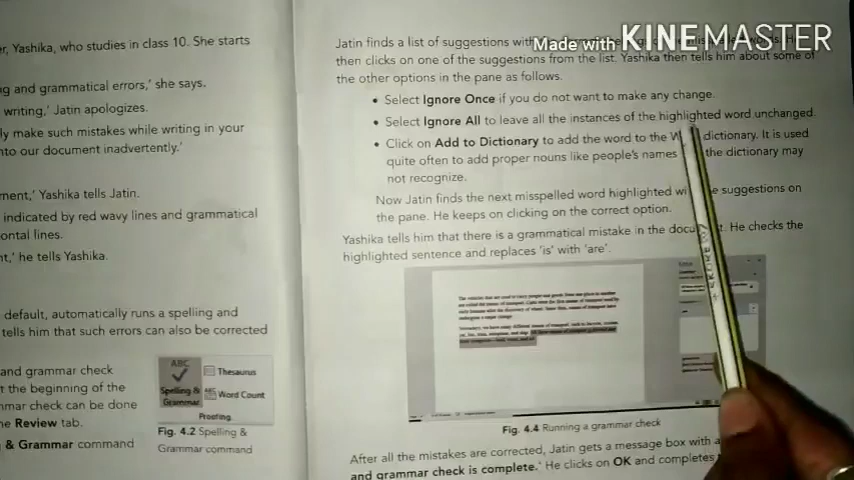 r, Yashika, who studies in class 10. She starts
ng and grammatical errors,' she says.
writing,' Jatin apologizes.
ly make such mistakes while writing in your
nto our document inadvertently.'
ment,' Yashika tells Jatin.
indicated by red wavy lines and grammatical
ontal lines.
nt,' he tells Yashika.
default, automatically runs a spelling and
tells him that such errors can also be corrected
and grammar check
t the beginning of the
mmar check can be done
he Review tab.
& Grammar command
ABC
Spelling &
Grammar
Thesaurus
Word Count
Proofing
Fig. 4.2 Spelling &
Grammar command
Made with KINEMASTER
Jatin finds a list of suggestions with
then clicks on one of the suggestions from the list. Yashika then tells him about some of
the other options in the pane as follows.
• Select Ignore Once if you do not want to make any change.
• Select Ignore All to leave all the instances of the highlighted word unchanged.
• Click on Add to Dictionary to add the word to the W dictionary. It is used
quite often to add proper nouns like people's names the dictionary may
not recognize.
Now Jatin finds the next misspelled word highlighted wi e suggestions on
the pane. He keeps on clicking on the correct option.
Yashika tells him that there is a grammatical mistake in the docu t. He checks the
highlighted sentence and replaces 'is' with 'are'.
Fig. 4.4 Running a grammar check
After all the mistakes are corrected, Jatin gets a message box with a
and grammar check is complete.' He clicks on OK and completes